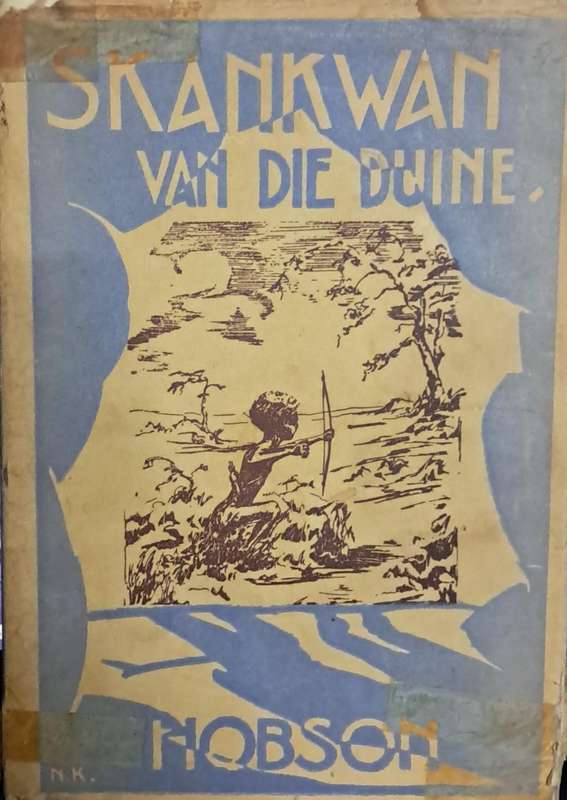 SKANKWAN
VAN DIE DUINE.
HOBSON
N.K.